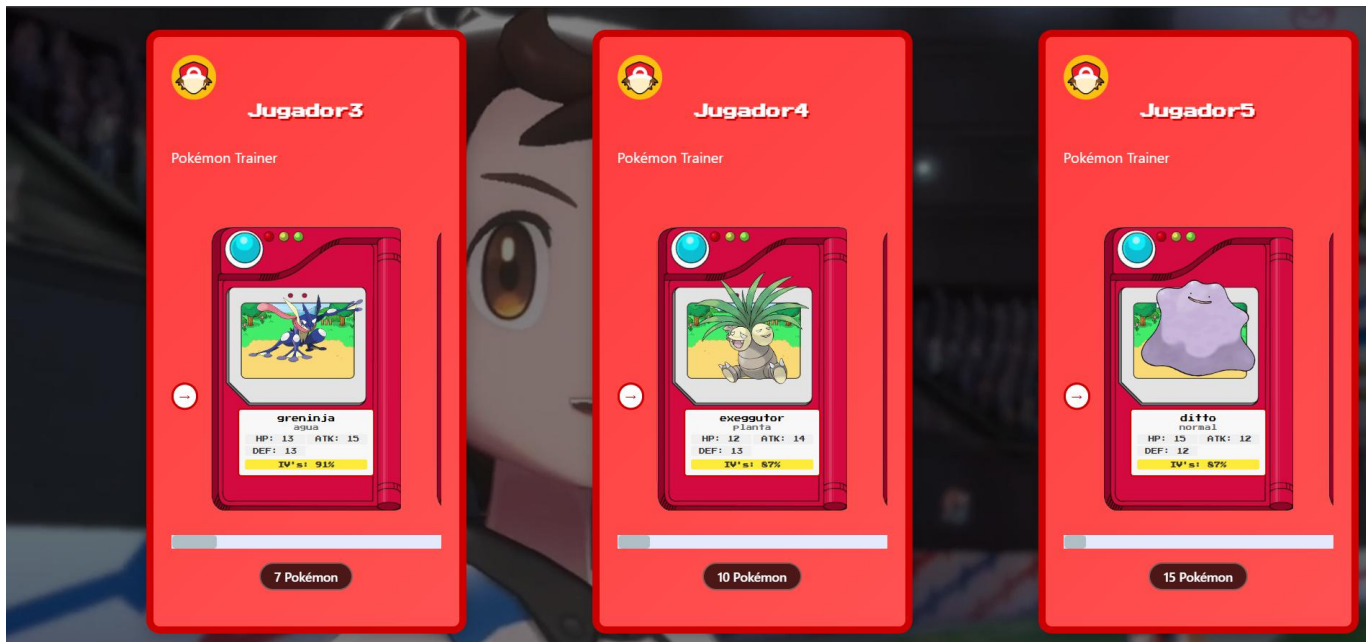 Jugador3
Pokémon Trainer
→
greninja
agua
HP: 13 ATK: 15
DEF: 13
IV's: 91%
7 Pokémon
Jugador4
Pokémon Trainer
→
exeggutor
planta
HP: 12 ATK: 14
DEF: 13
IV's: 87%
10 Pokémon
Jugador5
Pokémon Trainer
→
ditto
normal
HP: 15 ATK: 12
DEF: 12
IV's: 87%
15 Pokémon